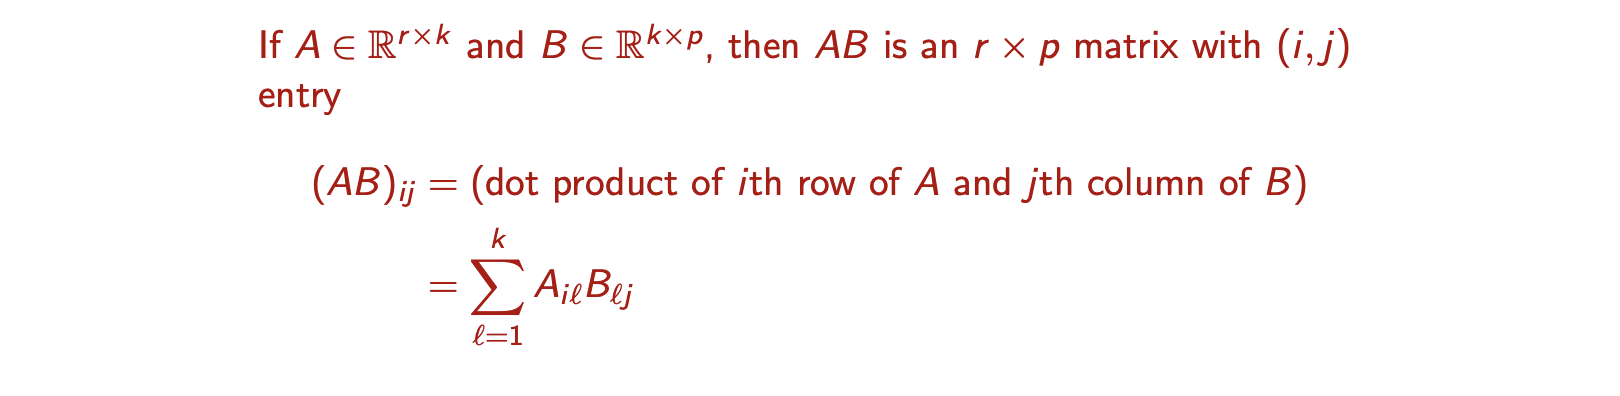 If A ∈ ℝ^{r×k} and B ∈ ℝ^{k×p}, then AB is an r × p matrix with (i, j)
entry
(AB)_{ij} = (dot product of ith row of A and jth column of B)
= \sum_{ℓ=1}^{k} A_{iℓ} B_{ℓj}